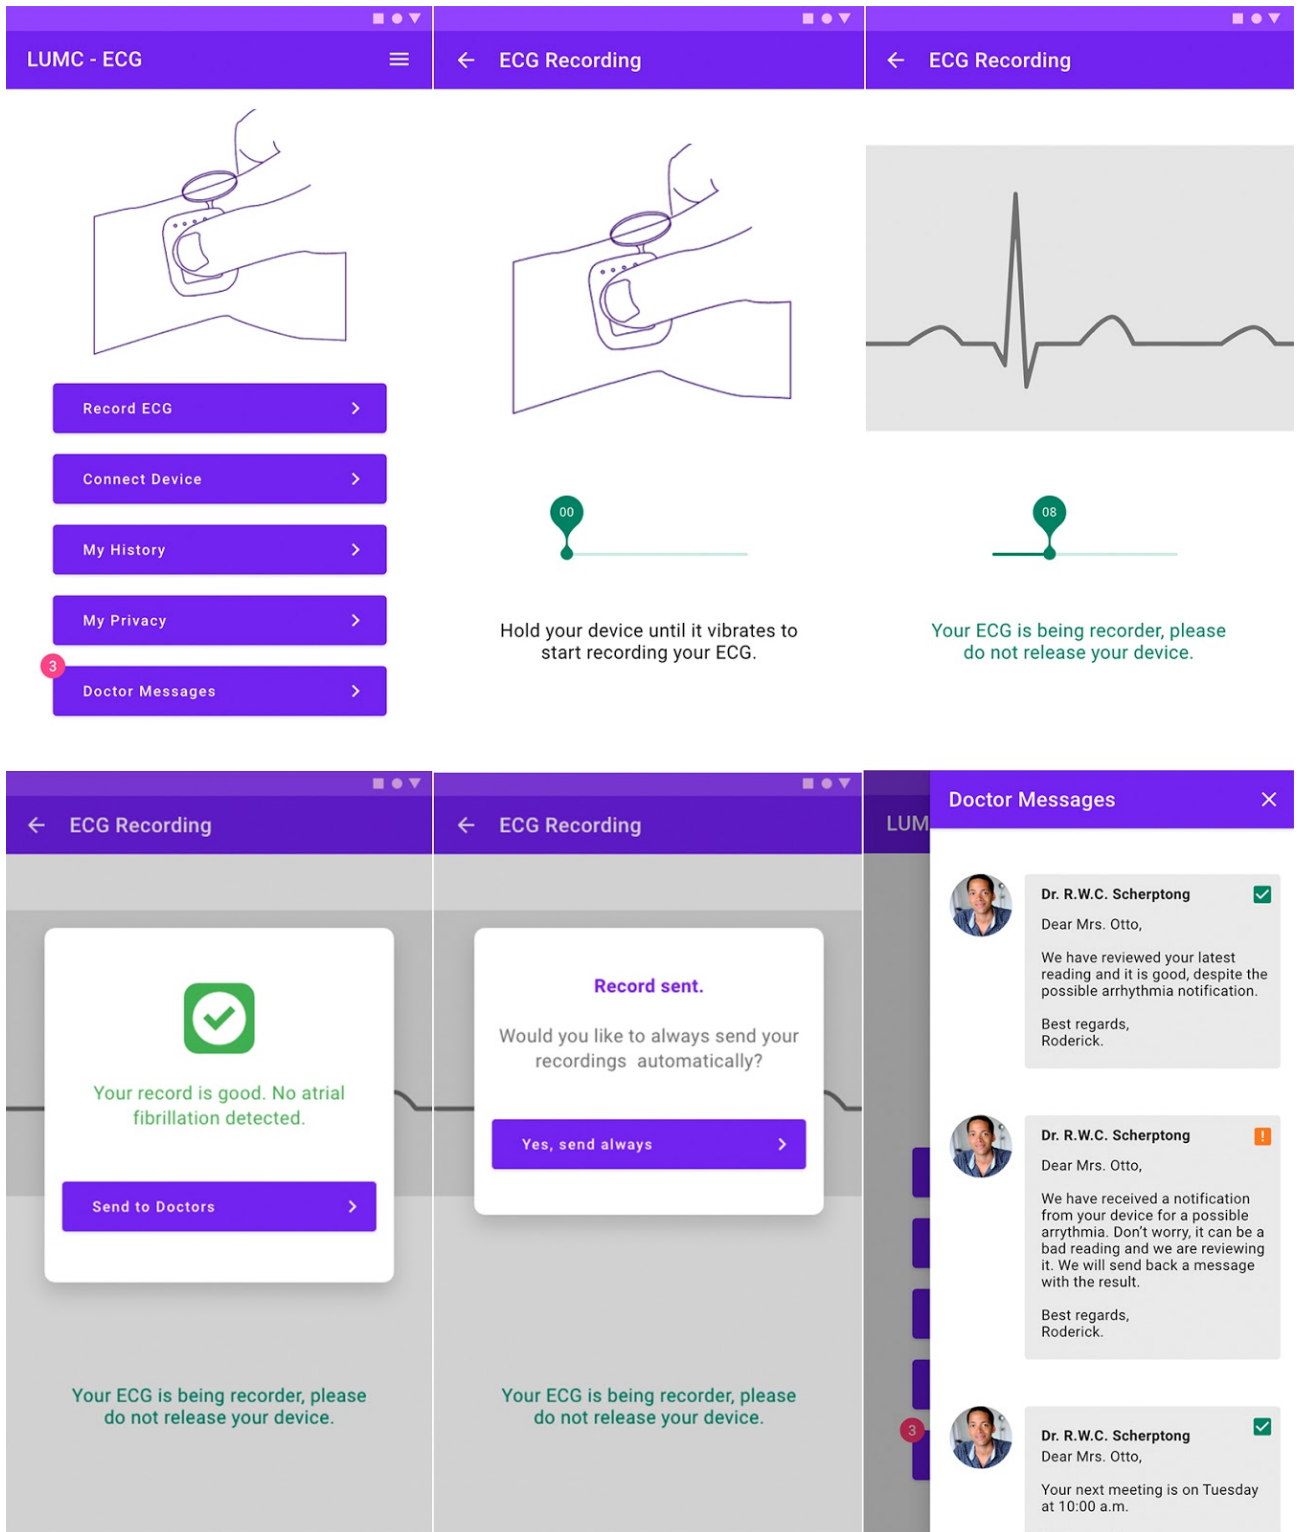 LUMC - ECG
Record ECG
Connect Device
My History
My Privacy
3
Doctor Messages
ECG Recording
00
Hold your device until it vibrates to
start recording your ECG.
ECG Recording
08
Your ECG is being recorder, please
do not release your device.
ECG Recording
Your record is good. No atrial
fibrillation detected.
Send to Doctors
Your ECG is being recorder, please
do not release your device.
ECG Recording
Record sent.
Would you like to always send your
recordings automatically?
Yes, send always
Your ECG is being recorder, please
do not release your device.
LUM
3
Doctor Messages
Dr. R.W.C. Scherptong
Dear Mrs. Otto,
We have reviewed your latest
reading and it is good, despite the
possible arrhythmia notification.
Best regards,
Roderick.
Dr. R.W.C. Scherptong
!
Dear Mrs. Otto,
We have received a notification
from your device for a possible
arrythmia. Don't worry, it can be a
bad reading and we are reviewing
it. We will send back a message
with the result.
Best regards,
Roderick.
Dr. R.W.C. Scherptong
Dear Mrs. Otto,
Your next meeting is on Tuesday
at 10:00 a.m.